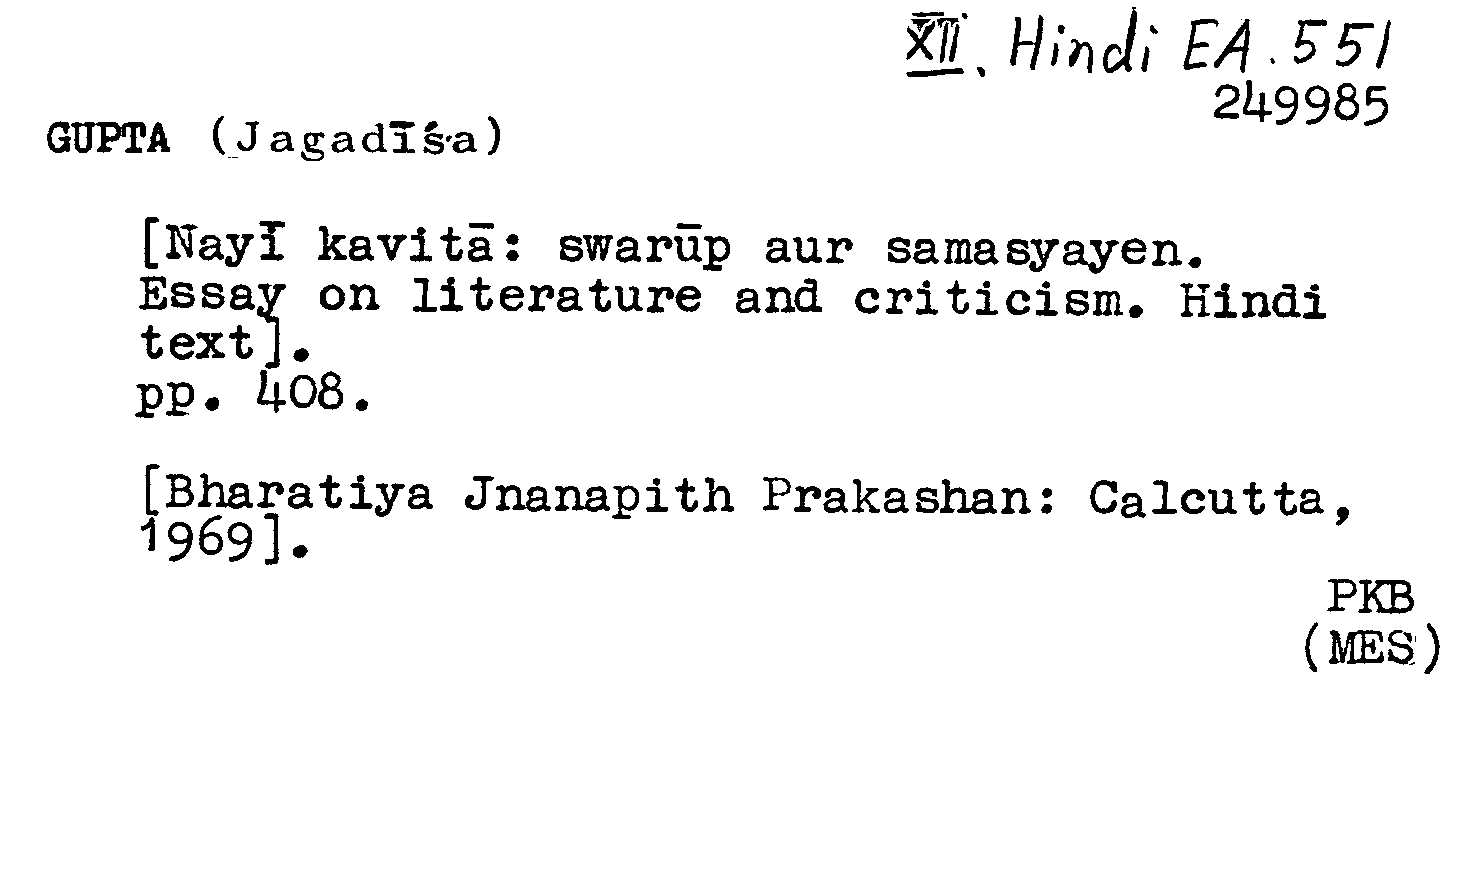 XII. Hindi EA.551
249985
GUPTA (Jagadīśa)
[Nayī kavitā: swarūp aur samasyayen.
Essay on literature and criticism. Hindi
text].
pp. 408.
[Bharatiya Jnanapith Prakashan: Calcutta,
1969].
PKB
(MES)